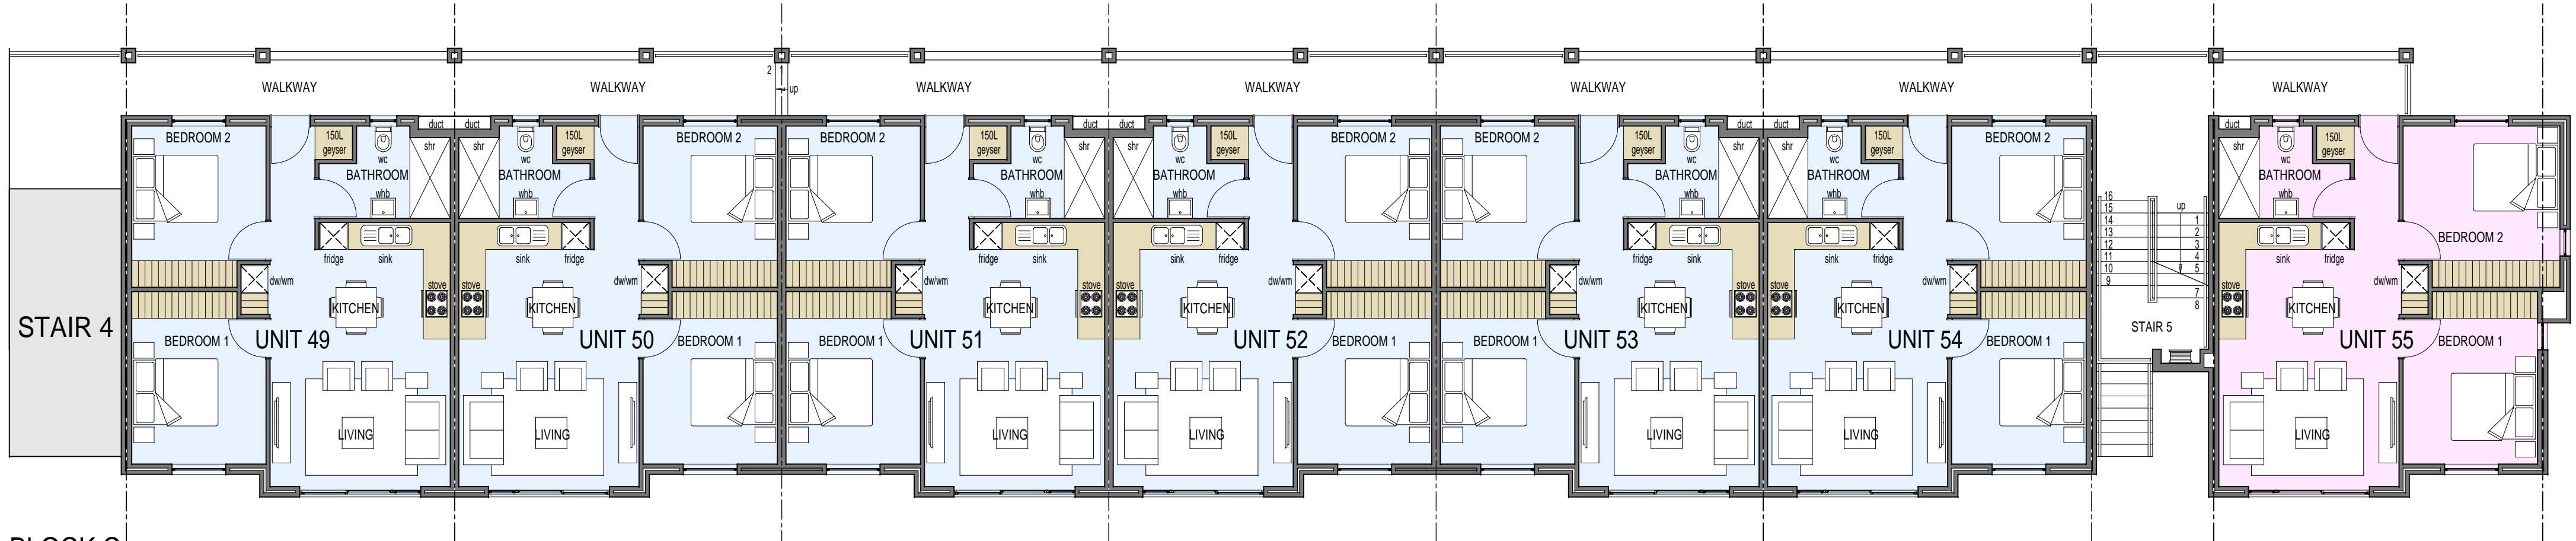 WALKWAY WALKWAY WALKWAY WALKWAY WALKWAY WALKWAY WALKWAY
2 1
up
duct duct duct duct duct duct duct
BEDROOM 2 150L geyser shr shr 150L geyser BEDROOM 2
BEDROOM 2 150L geyser shr shr 150L geyser BEDROOM 2
BEDROOM 2 150L geyser shr shr 150L geyser BEDROOM 2
shr 150L geyser
wc wc wc wc wc wc wc
BATHROOM BATHROOM BATHROOM BATHROOM BATHROOM BATHROOM BATHROOM
whb whb whb whb whb whb whb
16
15
14
13
12
11
10
9
up
1
2
3
4
5
7
8
BEDROOM 2
fridge sink sink fridge fridge sink sink fridge fridge sink sink fridge sink fridge
dw/wm dw/wm dw/wm dw/wm dw/wm dw/wm dw/wm
stove stove stove stove stove stove stove
KITCHEN KITCHEN KITCHEN KITCHEN KITCHEN KITCHEN KITCHEN
STAIR 4
STAIR 5
BEDROOM 1 UNIT 49 UNIT 50 BEDROOM 1
BEDROOM 1 UNIT 51 UNIT 52 BEDROOM 1
BEDROOM 1 UNIT 53 UNIT 54 BEDROOM 1
UNIT 55 BEDROOM 1
LIVING LIVING LIVING LIVING LIVING LIVING LIVING